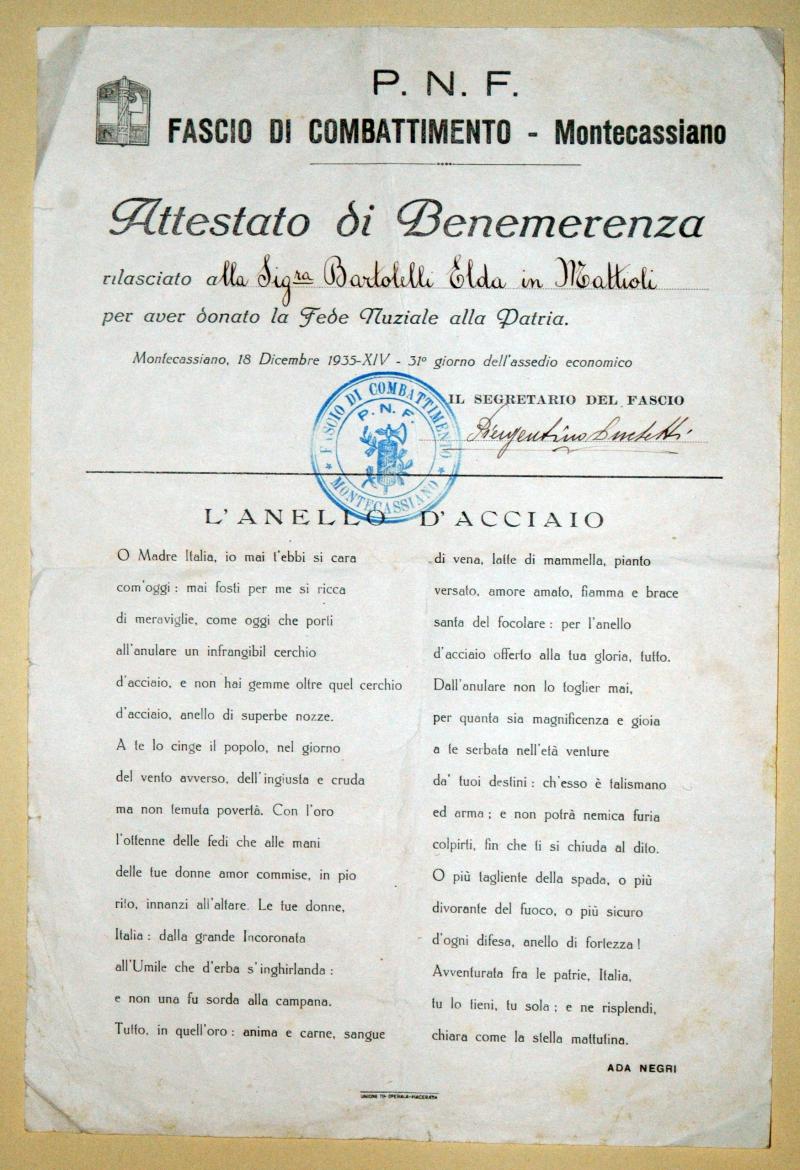 P. N. F.
FASCIO DI COMBATTIMENTO - Montecassiano
Attestato di Benemerenza
rilasciato alla Sigra Bartolelli Elda in Mattioli
per aver donato la Fede Nuziale alla Patria.
Montecassiano, 18 Dicembre 1935-XIV - 31º giorno dell'assedio economico
IL SEGRETARIO DEL FASCIO
FASCIO DI COMBATTIMENTO
P. N. F.
MONTECASSIANO
L'ANELLO D'ACCIAIO
O Madre Italia, io mai t'ebbi si cara
com'oggi : mai fosti per me si ricca
di meraviglie, come oggi che porti
all'anulare un infrangibil cerchio
d'acciaio, e non hai gemme oltre quel cerchio
d'acciaio, anello di superbe nozze.
A te lo cinge il popolo, nel giorno
del vento avverso, dell'ingiusta e cruda
ma non temuta povertà. Con l'oro
l'ottenne delle fedi che alle mani
delle tue donne amor commise, in pio
rito, innanzi all'altare. Le tue donne,
Italia : dalla grande Incoronata
all'Umile che d'erba s'inghirlanda :
e non una fu sorda alla campana.
Tutto, in quell'oro : anima e carne, sangue
di vena, latte di mammella, pianto
versato, amore amato, fiamma e brace
santa del focolare : per l'anello
d'acciaio offerto alla tua gloria, tutto.
Dall'anulare non lo toglier mai,
per quanta sia magnificenza e gioia
a te serbata nell'età venture
da' tuoi destini : ch'esso è talismano
ed arma ; e non potrà nemica furia
colpirti, fin che ti si chiuda al dito.
O più tagliente della spada, o più
divorante del fuoco, o più sicuro
d'ogni difesa, anello di fortezza !
Avventurata fra le patrie, Italia,
tu lo tieni, tu sola ; e ne risplendi,
chiara come la stella mattutina.
ADA NEGRI
UNIONE TIP. OPERAIA-MACERATA